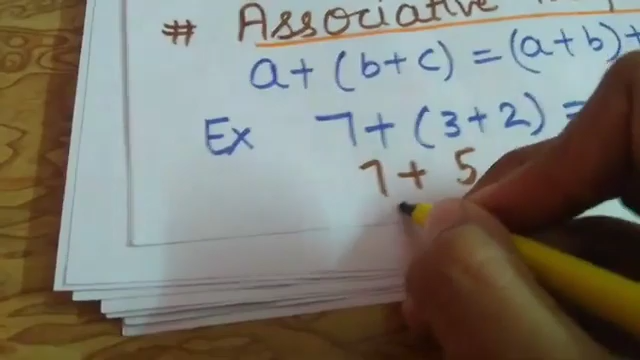 # Associative
a + (b + c) = (a + b) +
Ex 7 + (3 + 2) =
7 + 5